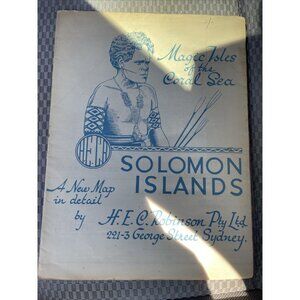 Magic Isles
of the
Coral Sea
H.E.C.R.
SOLOMON
ISLANDS
A New Map
in detail
by H.E.C. Robinson Pty Ltd
221-3 George Street Sydney.